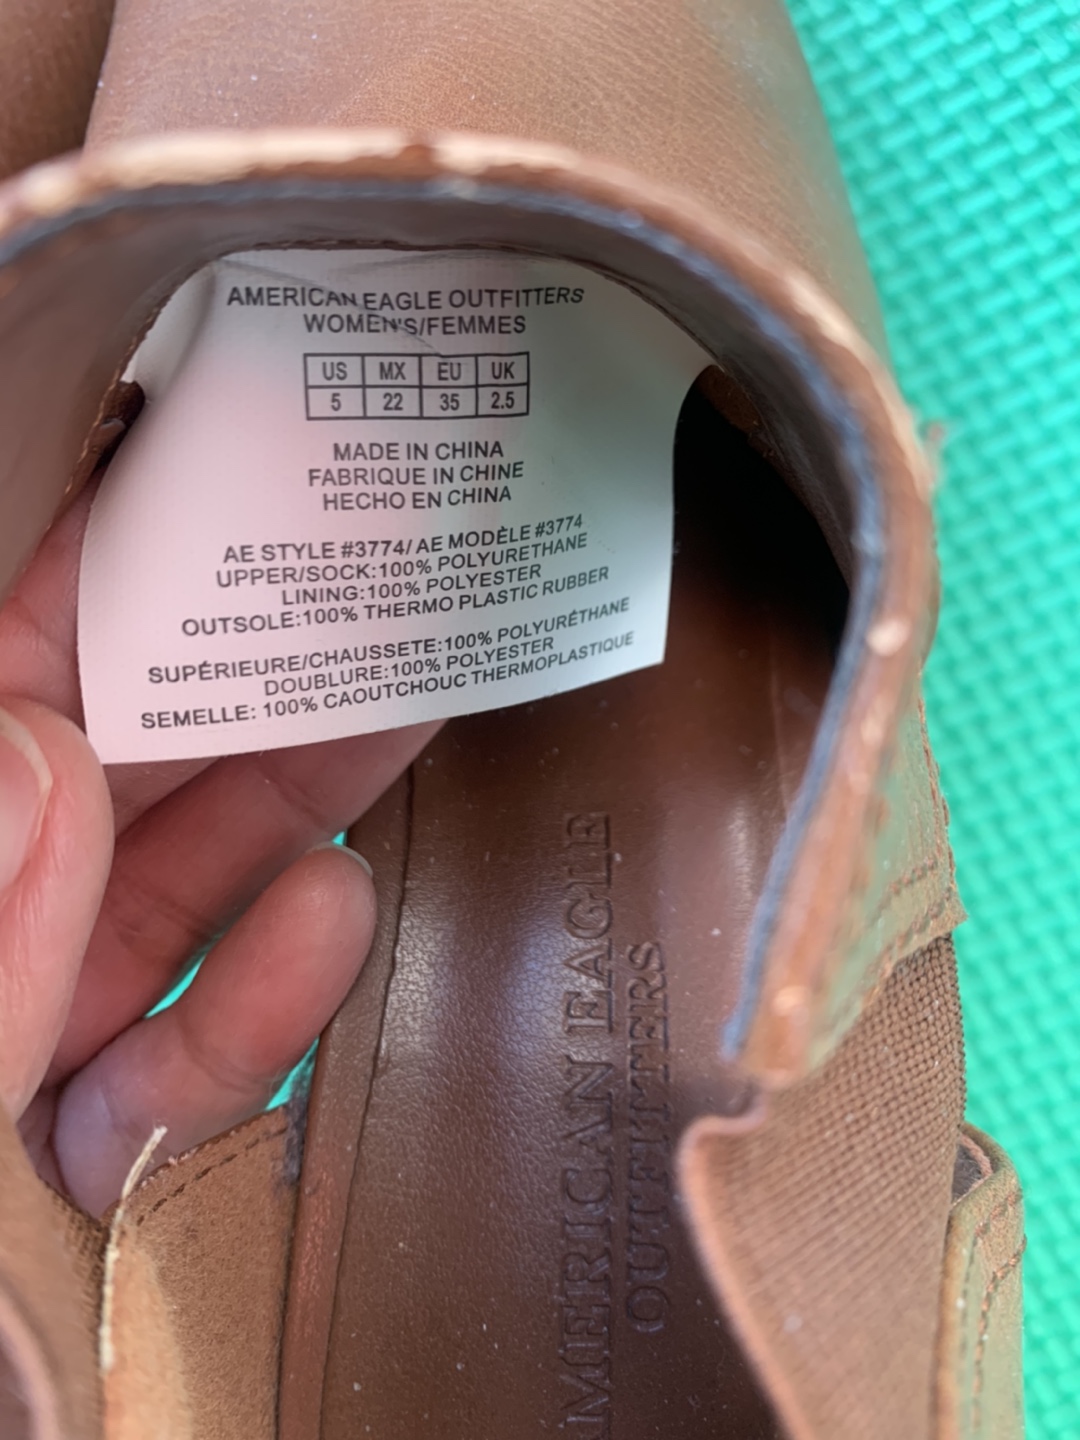 AMERICAN EAGLE OUTFITTERS
WOMEN'S/FEMMES
US MX EU UK
5 22 35 2.5
MADE IN CHINA
FABRIQUE IN CHINE
HECHO EN CHINA
AE STYLE #3774/ AE MODÈLE #3774
UPPER/SOCK:100% POLYURETHANE
LINING:100% POLYESTER
OUTSOLE:100% THERMO PLASTIC RUBBER
SUPÉRIEURE/CHAUSSETE:100% POLYURÉTHANE
DOUBLURE:100% POLYESTER
SEMELLE: 100% CAOUTCHOUC THERMOPLASTIQUE
AMERICAN EAGLE
OUTFITTERS